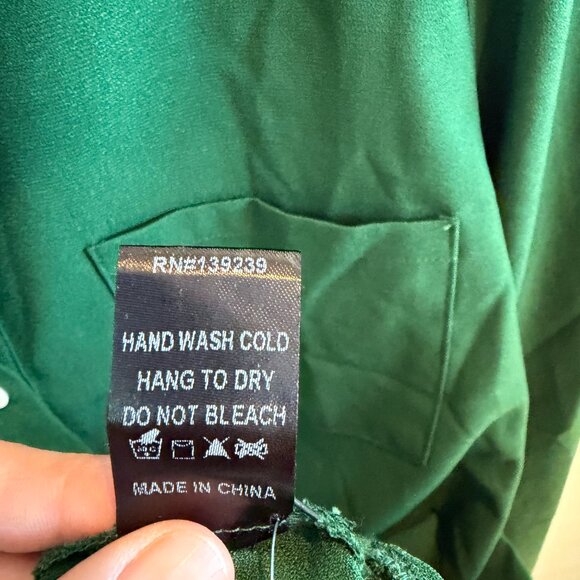 RN#139239
HAND WASH COLD
HANG TO DRY
DO NOT BLEACH
MADE IN CHINA